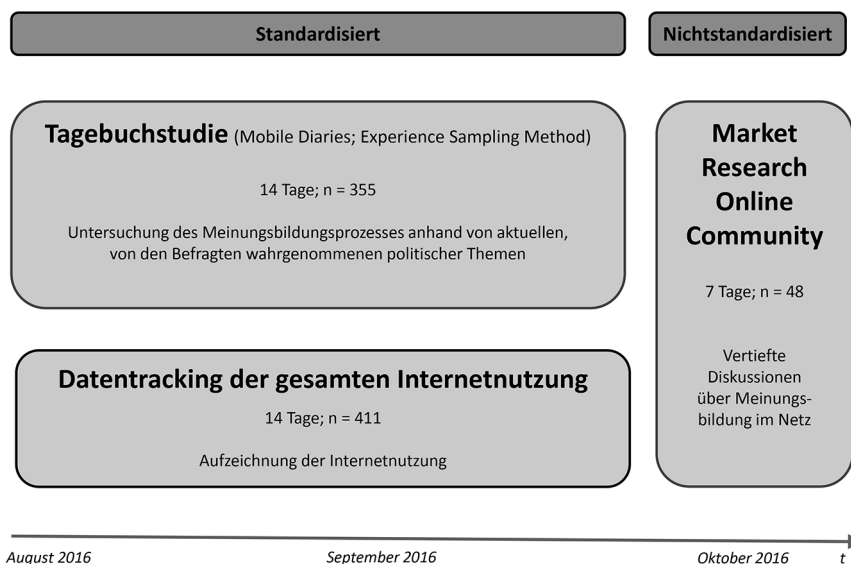 Standardisiert
Nichtstandardisiert
Tagebuchstudie (Mobile Diaries; Experience Sampling Method)
14 Tage; n = 355
Untersuchung des Meinungsbildungsprozesses anhand von aktuellen,
von den Befragten wahrgenommenen politischer Themen
Datentracking der gesamten Internetnutzung
14 Tage; n = 411
Aufzeichnung der Internetnutzung
Market
Research
Online
Community
7 Tage; n = 48
Vertiefte
Diskussionen
über Meinungs-
bildung im Netz
August 2016
September 2016
Oktober 2016
t